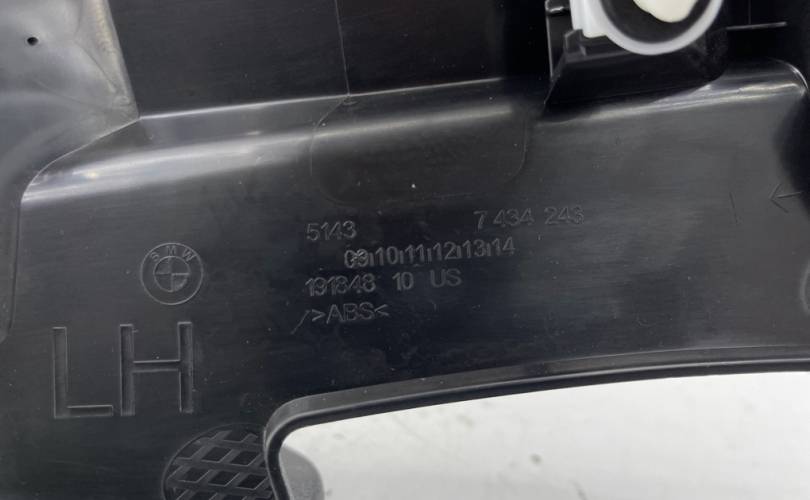 5143 7 434 243
09 10 11 12 13 14
191848 10 US
>ABS<
BMW
LH